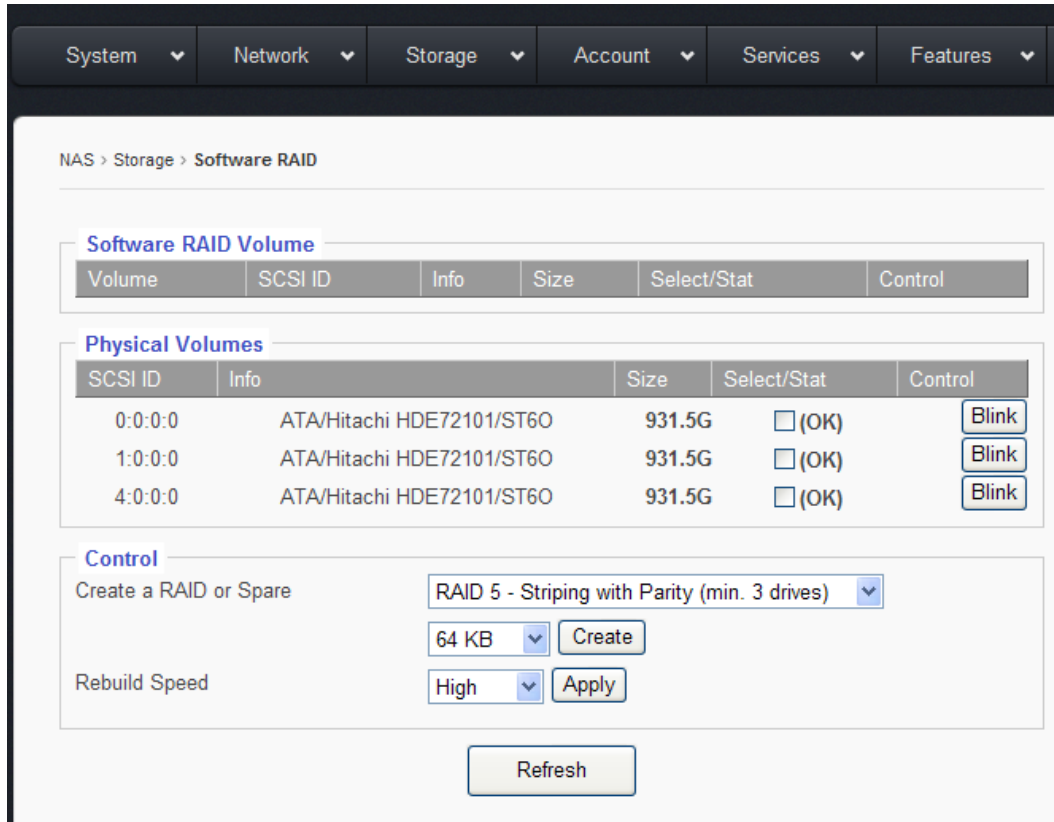 System Network Storage Account Services Features
NAS > Storage > Software RAID
Software RAID Volume
Volume SCSI ID Info Size Select/Stat Control
Physical Volumes
SCSI ID Info Size Select/Stat Control
0:0:0:0 ATA/Hitachi HDE72101/ST6O 931.5G (OK) Blink
1:0:0:0 ATA/Hitachi HDE72101/ST6O 931.5G (OK) Blink
4:0:0:0 ATA/Hitachi HDE72101/ST6O 931.5G (OK) Blink
Control
Create a RAID or Spare RAID 5 - Striping with Parity (min. 3 drives)
64 KB Create
Rebuild Speed High Apply
Refresh